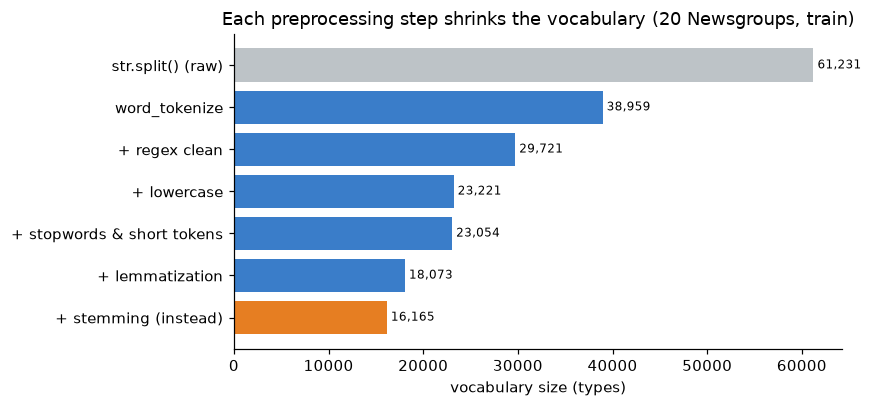 Each preprocessing step shrinks the vocabulary (20 Newsgroups, train)
str.split() (raw) 61,231
word_tokenize 38,959
+ regex clean 29,721
+ lowercase 23,221
+ stopwords & short tokens 23,054
+ lemmatization 18,073
+ stemming (instead) 16,165
0 10000 20000 30000 40000 50000 60000
vocabulary size (types)